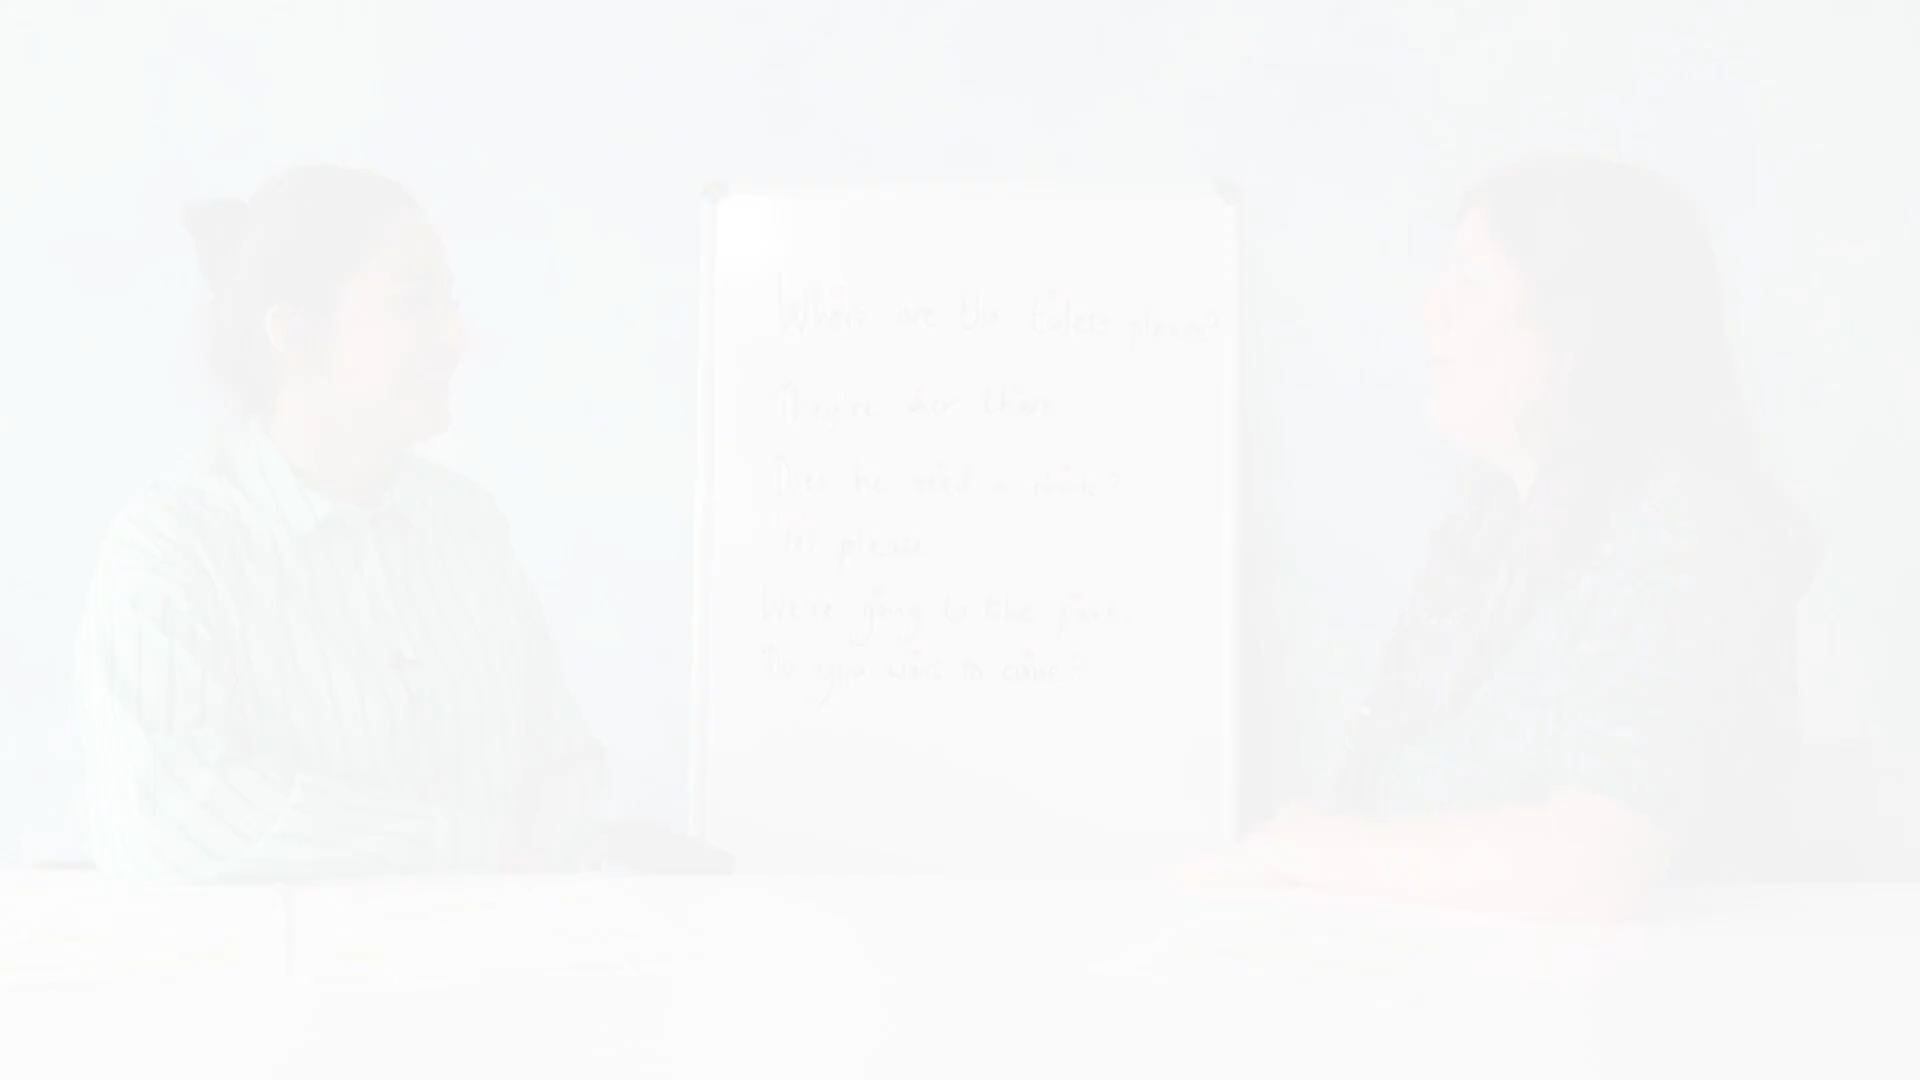 Where are the toilets please?
They're over there
Does he need a drink?
Yes please
We're going to the park.
Do you want to come?